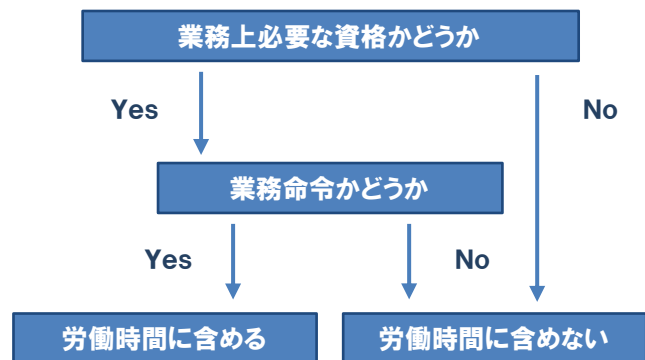 業務上必要な資格かどうか
Yes
No
業務命令かどうか
Yes
No
労働時間に含める
労働時間に含めない